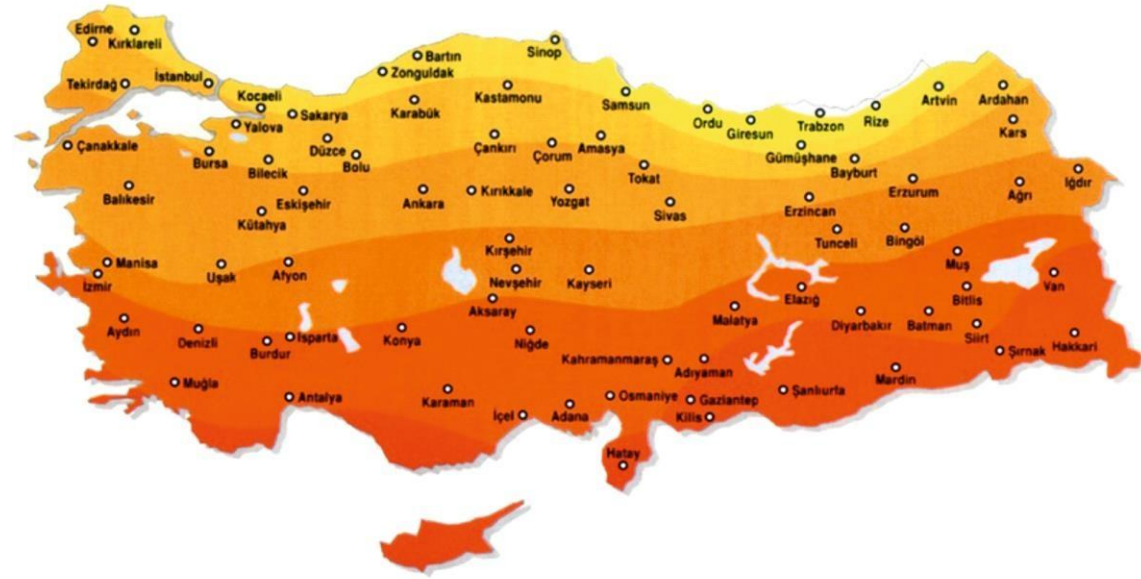 Edirne
Kırklareli
Tekirdağ
İstanbul
Kocaeli
Yalova
Sakarya
Bartın
Zonguldak
Karabük
Kastamonu
Sinop
Samsun
Ordu
Giresun
Trabzon
Rize
Artvin
Ardahan
Kars
Çanakkale
Bursa
Bilecik
Düzce
Bolu
Çankırı
Çorum
Amasya
Tokat
Gümüşhane
Bayburt
Erzurum
Iğdır
Ağrı
Balıkesir
Eskişehir
Kütahya
Ankara
Kırıkkale
Yozgat
Sivas
Erzincan
Tunceli
Bingöl
Muş
Manisa
İzmir
Uşak
Afyon
Kırşehir
Nevşehir
Kayseri
Aksaray
Elazığ
Malatya
Bitlis
Van
Aydın
Denizli
Burdur
Isparta
Konya
Niğde
Kahramanmaraş
Adıyaman
Diyarbakır
Batman
Siirt
Şırnak
Hakkari
Muğla
Antalya
Karaman
İçel
Adana
Osmaniye
Gaziantep
Kilis
Şanlıurfa
Mardin
Hatay